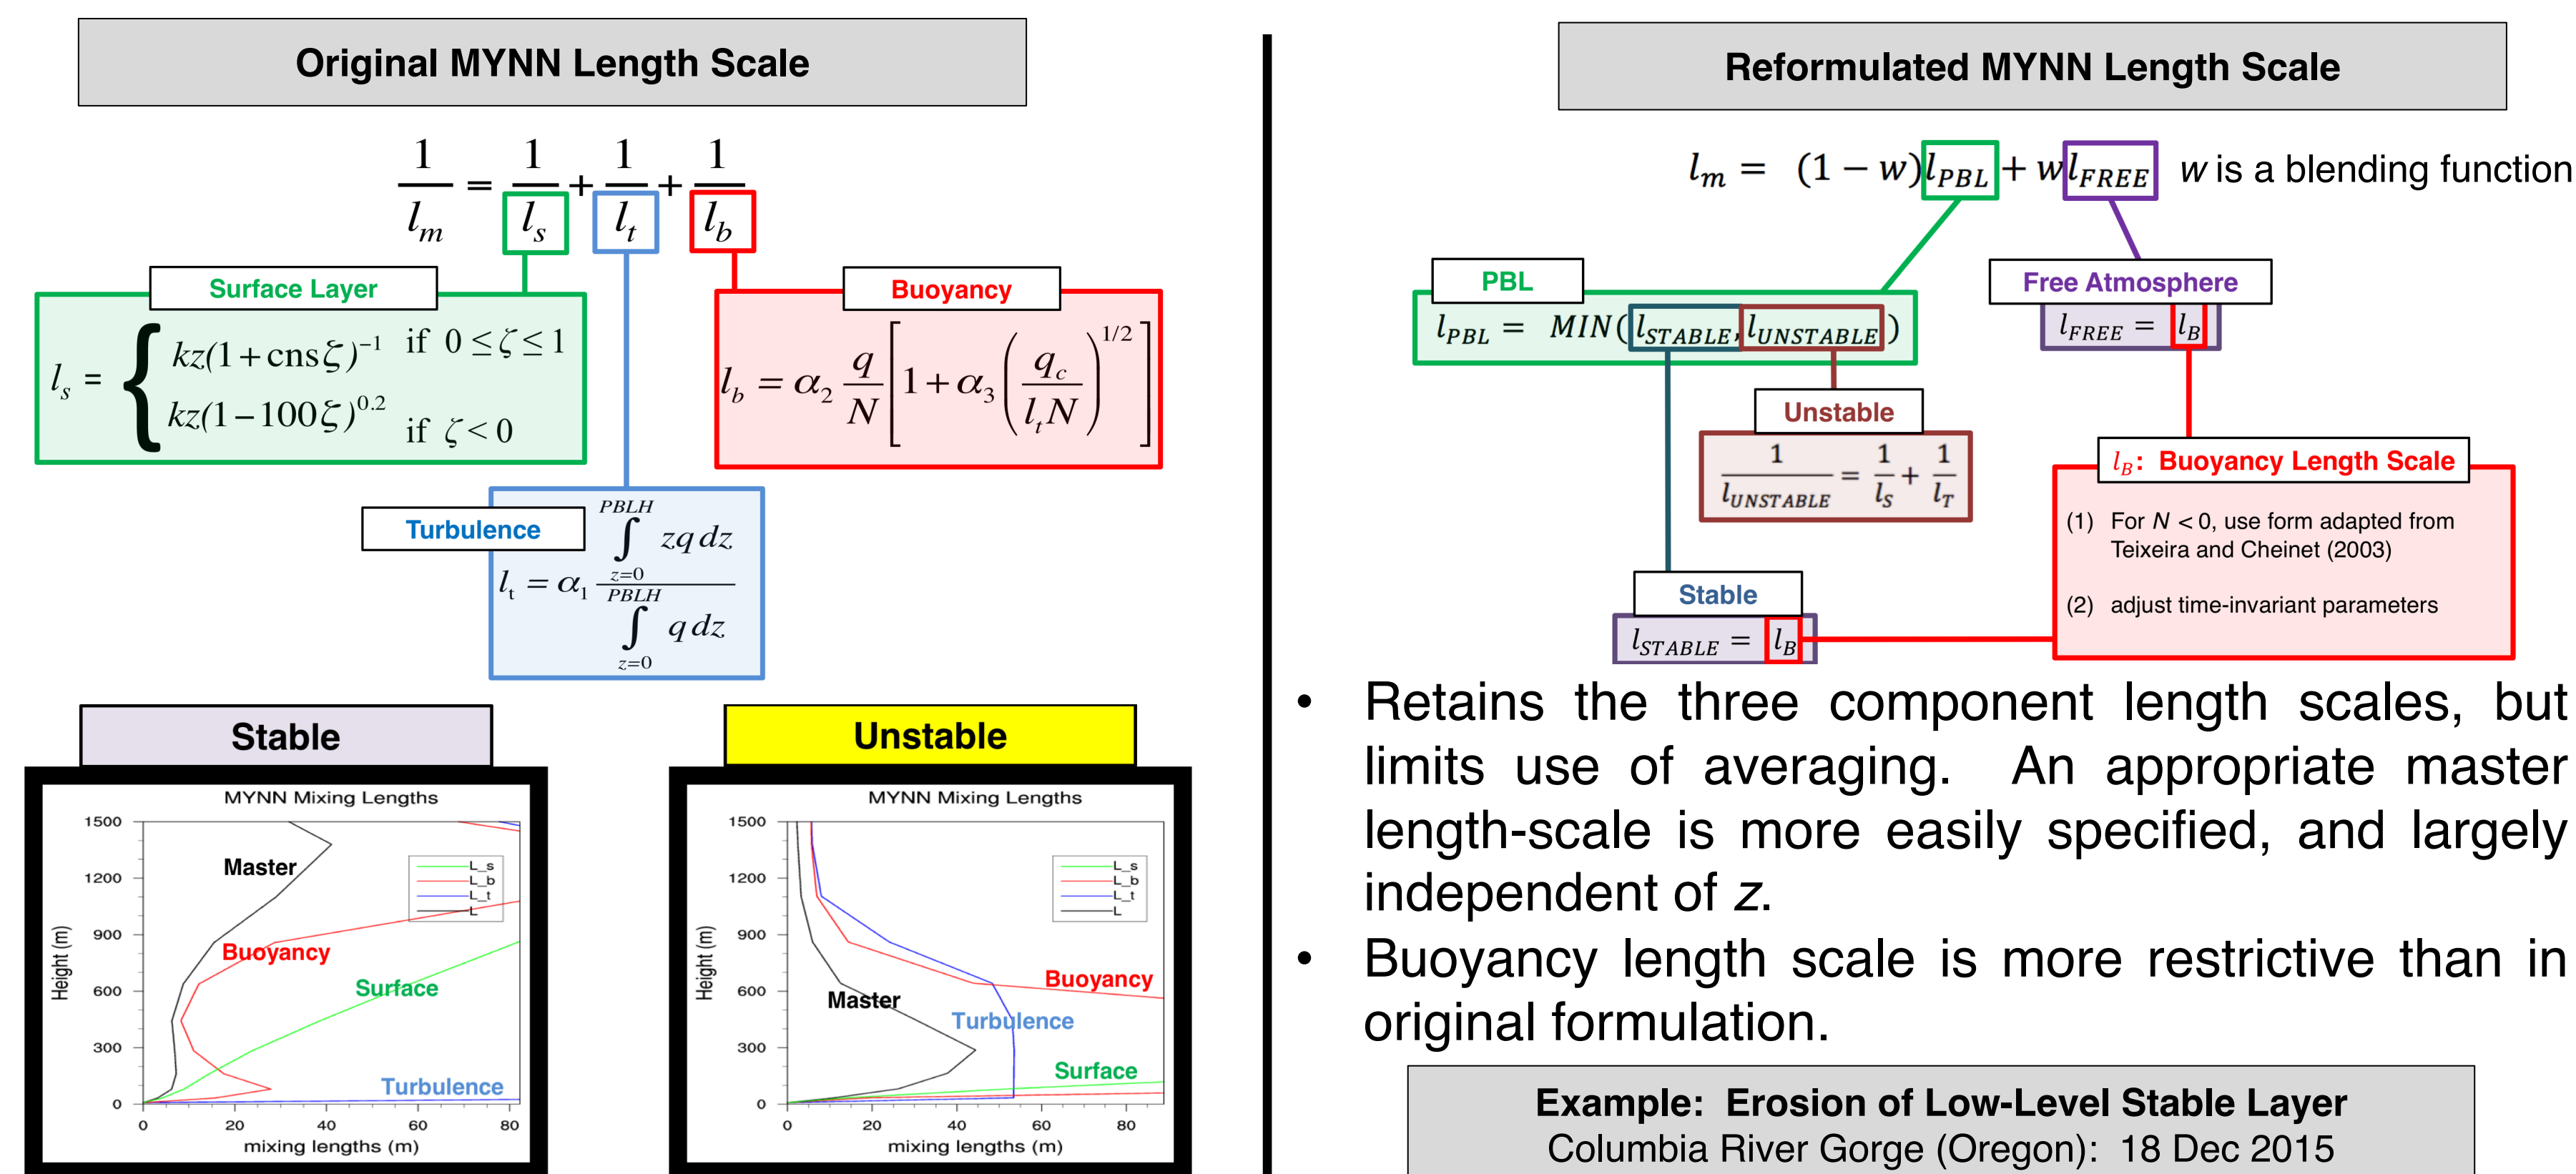 Original MYNN Length Scale
1/l_m = 1/l_s + 1/l_t + 1/l_b
Surface Layer
l_s = { kz(1+cnsζ)^-1 if 0 ≤ ζ ≤ 1
kz(1−100ζ)^0.2 if ζ < 0
Buoyancy
l_b = α_2 q/N [1+α_3 (q_c/(l_t N))^1/2]
Turbulence
l_t = α_1 ∫_{z=0}^{PBLH} zq dz / ∫_{z=0}^{PBLH} q dz
Stable
MYNN Mixing Lengths
1500
1200
900
600
300
0
Height (m)
Master
Buoyancy
Surface
Turbulence
L_s
L_b
L_t
L
0 20 40 60 80
mixing lengths (m)
Unstable
MYNN Mixing Lengths
1500
1200
900
600
300
0
Height (m)
L_s
L_b
L_t
L
Buoyancy
Master
Turbulence
Surface
0 20 40 60 80
mixing lengths (m)
Reformulated MYNN Length Scale
l_m = (1 − w)l_PBL + wl_FREE w is a blending function
PBL
l_PBL = MIN(l_STABLE, l_UNSTABLE)
Free Atmosphere
l_FREE = l_B
Unstable
1/l_UNSTABLE = 1/l_S + 1/l_T
Stable
l_STABLE = l_B
l_B: Buoyancy Length Scale
(1) For N < 0, use form adapted from
Teixeira and Cheinet (2003)
(2) adjust time-invariant parameters
• Retains the three component length scales, but
limits use of averaging. An appropriate master
length-scale is more easily specified, and largely
independent of z.
• Buoyancy length scale is more restrictive than in
original formulation.
Example: Erosion of Low-Level Stable Layer
Columbia River Gorge (Oregon): 18 Dec 2015